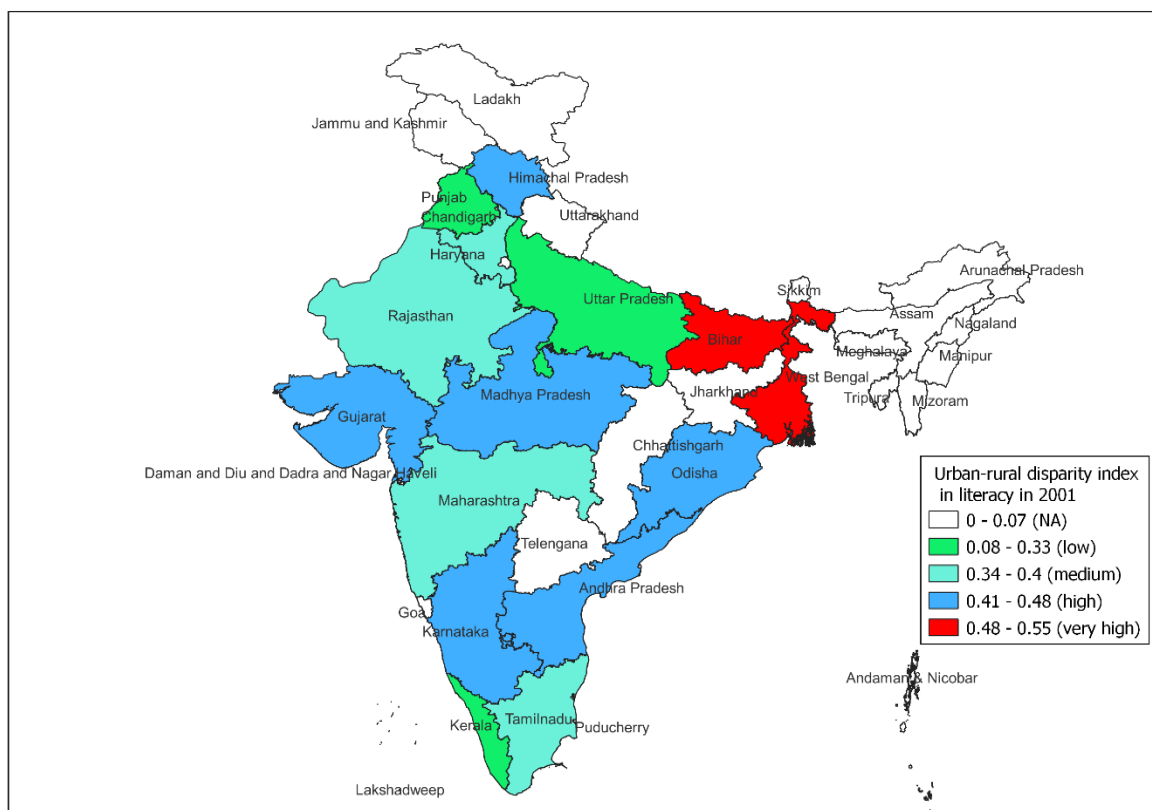 Ladakh
Jammu and Kashmir
Himachal Pradesh
Punjab
Chandigarh
Uttarakhand
Haryana
Arunachal Pradesh
Sikkim
Uttar Pradesh
Assam
Rajasthan
Nagaland
Bihar
Meghalaya
Manipur
West Bengal
Jharkhand
Madhya Pradesh
Tripura
Mizoram
Gujarat
Chhattishgarh
Daman and Diu and Dadra and Nagar Haveli
Odisha
Maharashtra
Telengana
Andhra Pradesh
Goa
Karnataka
Urban-rural disparity index
in literacy in 2001
0 - 0.07 (NA)
0.08 - 0.33 (low)
0.34 - 0.4 (medium)
0.41 - 0.48 (high)
0.48 - 0.55 (very high)
Andaman & Nicobar
Kerala
Tamilnadu
Puducherry
Lakshadweep